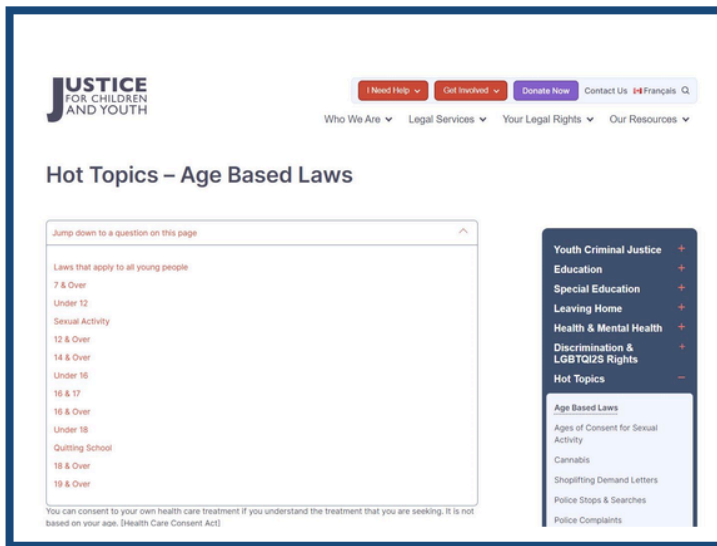 JUSTICE
FOR CHILDREN
AND YOUTH
I Need Help
Get Involved
Donate Now
Contact Us
Français
Who We Are
Legal Services
Your Legal Rights
Our Resources
Hot Topics – Age Based Laws
Jump down to a question on this page
Laws that apply to all young people
7 & Over
Under 12
Sexual Activity
12 & Over
14 & Over
Under 16
16 & 17
16 & Over
Under 18
Quitting School
18 & Over
19 & Over
You can consent to your own health care treatment if you understand the treatment that you are seeking. It is not
based on your age. [Health Care Consent Act]
Youth Criminal Justice +
Education +
Special Education +
Leaving Home +
Health & Mental Health +
Discrimination & +
LGBTQI2S Rights
Hot Topics −
Age Based Laws
Ages of Consent for Sexual
Activity
Cannabis
Shoplifting Demand Letters
Police Stops & Searches
Police Complaints